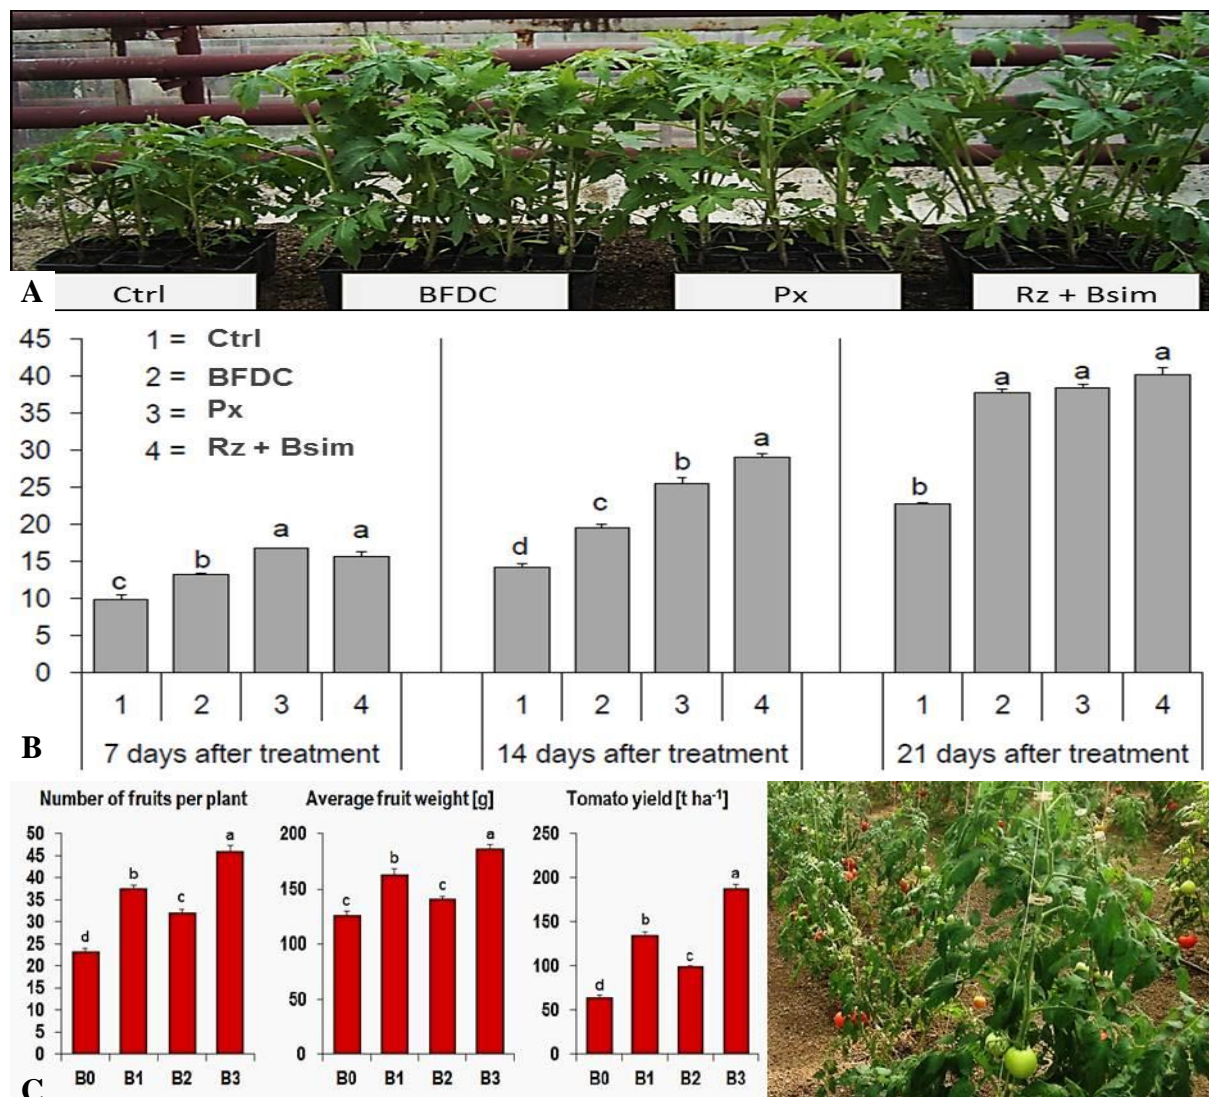 A
Ctrl
BFDC
Px
Rz + Bsim
45
40
35
30
25
20
15
10
5
0
1 = Ctrl
2 = BFDC
3 = Px
4 = Rz + Bsim
c
b
a
a
d
c
b
a
b
a
a
a
1 2 3 4
1 2 3 4
1 2 3 4
B
7 days after treatment
14 days after treatment
21 days after treatment
Number of fruits per plant
50
45
40
35
30
25
20
15
10
5
0
d
b
c
a
B0 B1 B2 B3
Average fruit weight [g]
200
150
100
50
0
c
b
c
a
B0 B1 B2 B3
Tomato yield [t ha-1]
250
200
150
100
50
0
d
b
c
a
B0 B1 B2 B3
C